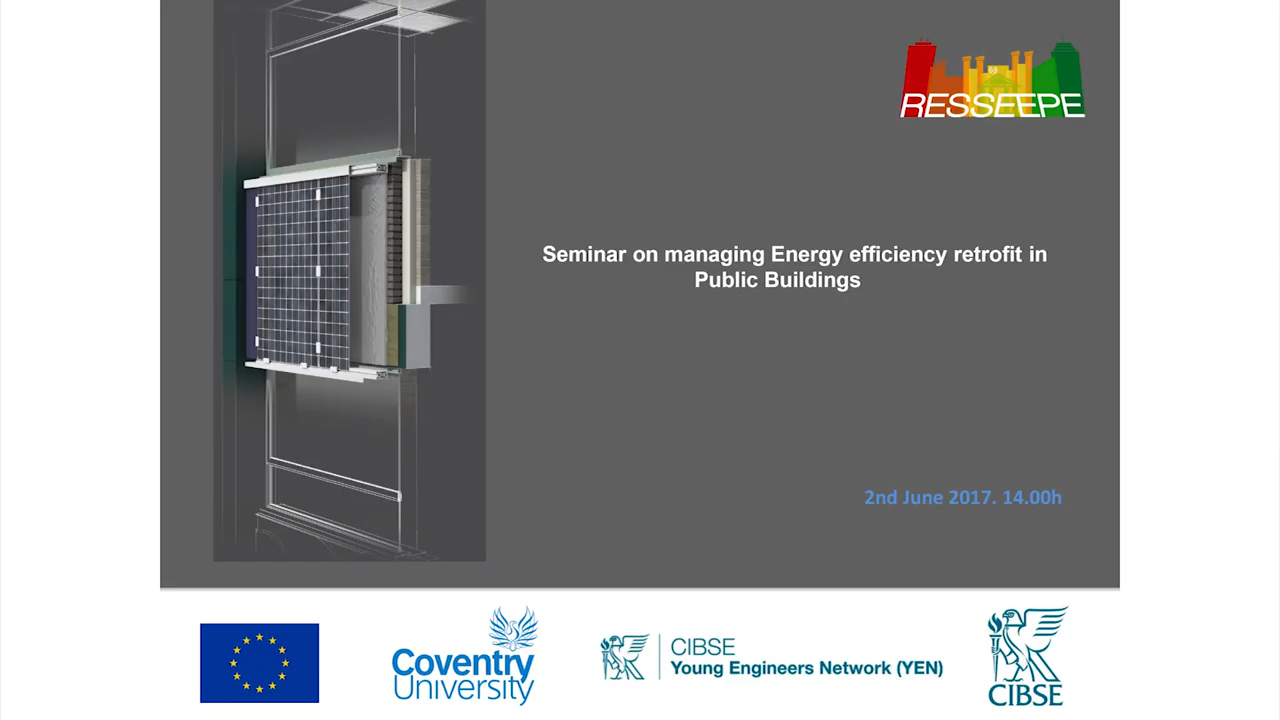 RESSEEPE
Seminar on managing Energy efficiency retrofit in
Public Buildings
2nd June 2017. 14.00h
Coventry
University
CIBSE
Young Engineers Network (YEN)
CIBSE